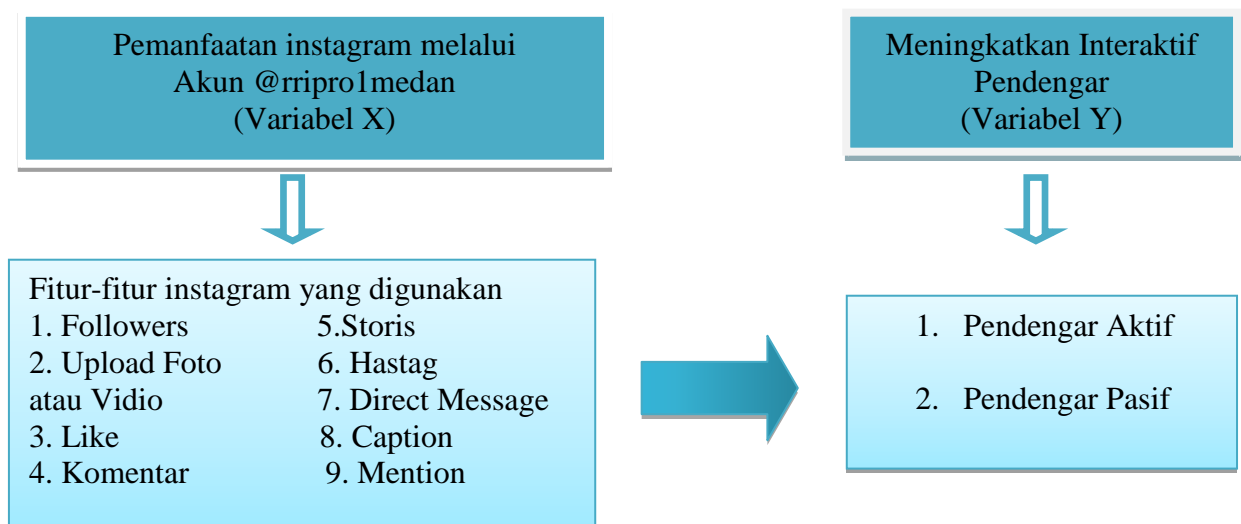 Pemanfaatan instagram melalui
Akun @rripro1medan
(Variabel X)
Meningkatkan Interaktif
Pendengar
(Variabel Y)
Fitur-fitur instagram yang digunakan
1. Followers 5.Storis
2. Upload Foto 6. Hastag
atau Vidio 7. Direct Message
3. Like 8. Caption
4. Komentar 9. Mention
1. Pendengar Aktif
2. Pendengar Pasif